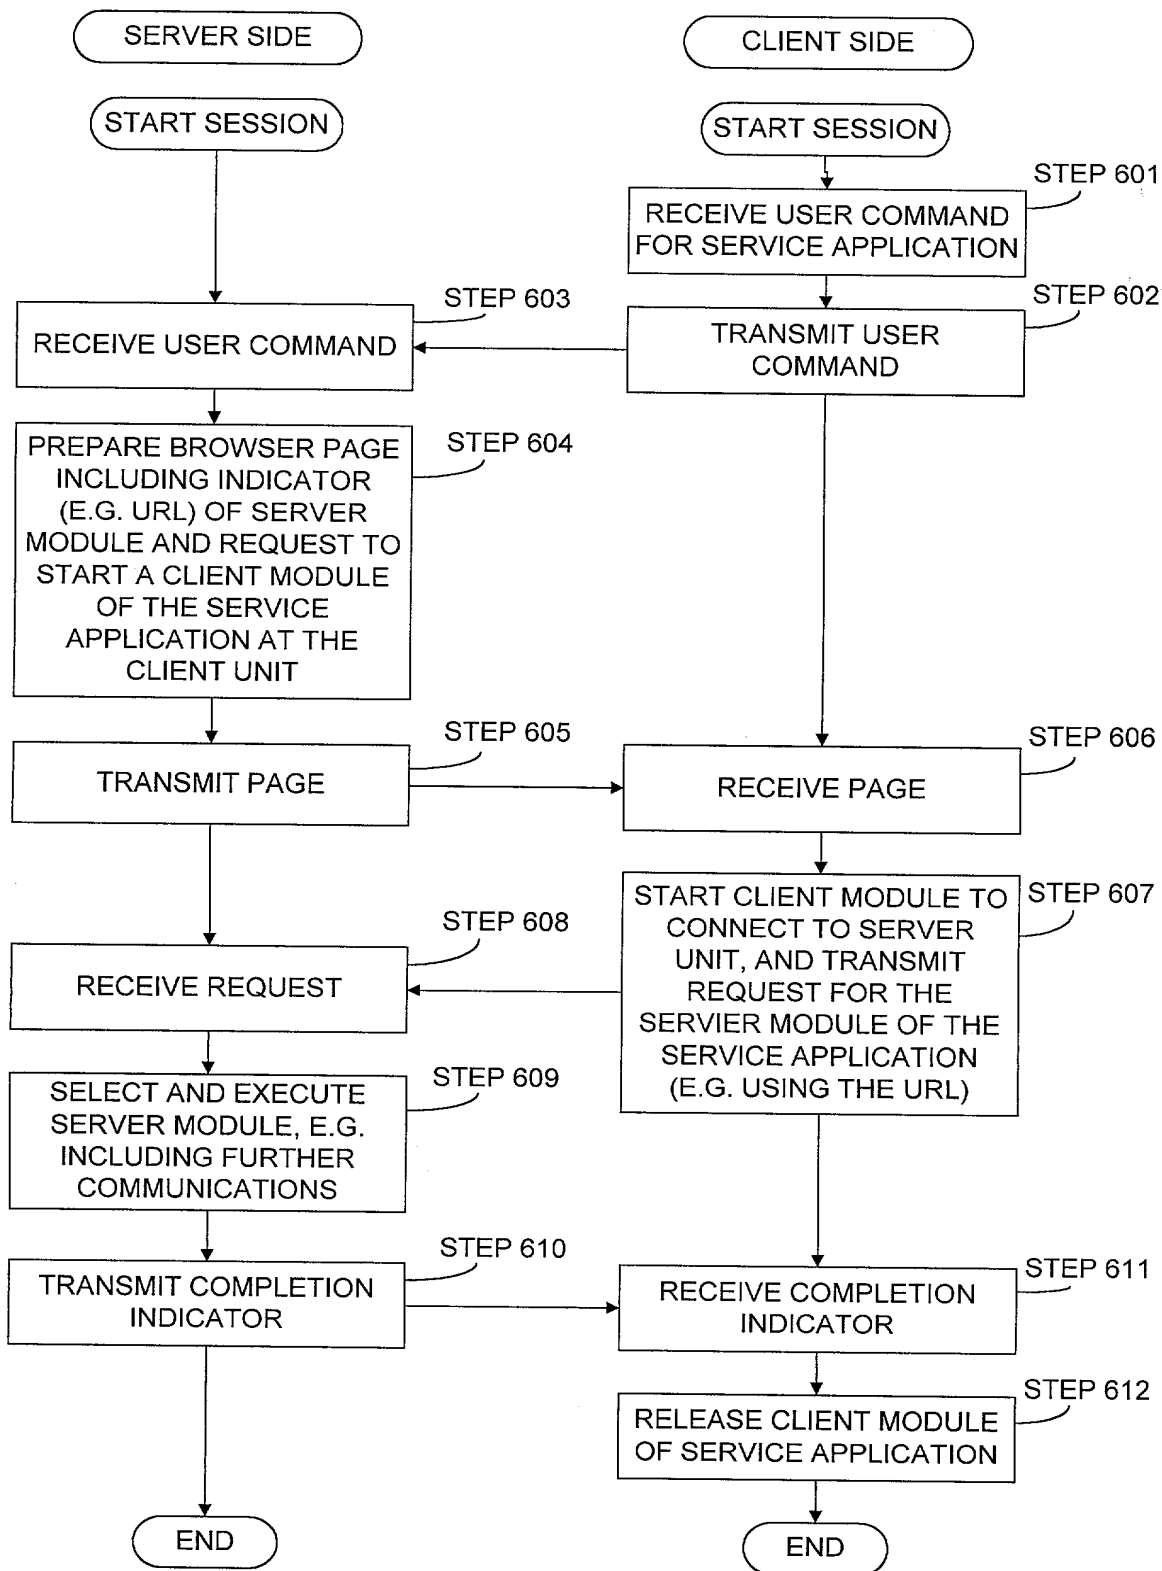 SERVER SIDE
CLIENT SIDE
START SESSION
START SESSION
STEP 601
RECEIVE USER COMMAND
FOR SERVICE APPLICATION
STEP 603
STEP 602
RECEIVE USER COMMAND
TRANSMIT USER
COMMAND
STEP 604
PREPARE BROWSER PAGE
INCLUDING INDICATOR
(E.G. URL) OF SERVER
MODULE AND REQUEST TO
START A CLIENT MODULE
OF THE SERVICE
APPLICATION AT THE
CLIENT UNIT
STEP 605
STEP 606
TRANSMIT PAGE
RECEIVE PAGE
STEP 607
START CLIENT MODULE TO
CONNECT TO SERVER
UNIT, AND TRANSMIT
REQUEST FOR THE
SERVIER MODULE OF THE
SERVICE APPLICATION
(E.G. USING THE URL)
STEP 608
RECEIVE REQUEST
STEP 609
SELECT AND EXECUTE
SERVER MODULE, E.G.
INCLUDING FURTHER
COMMUNICATIONS
STEP 610
STEP 611
TRANSMIT COMPLETION
INDICATOR
RECEIVE COMPLETION
INDICATOR
STEP 612
RELEASE CLIENT MODULE
OF SERVICE APPLICATION
END
END